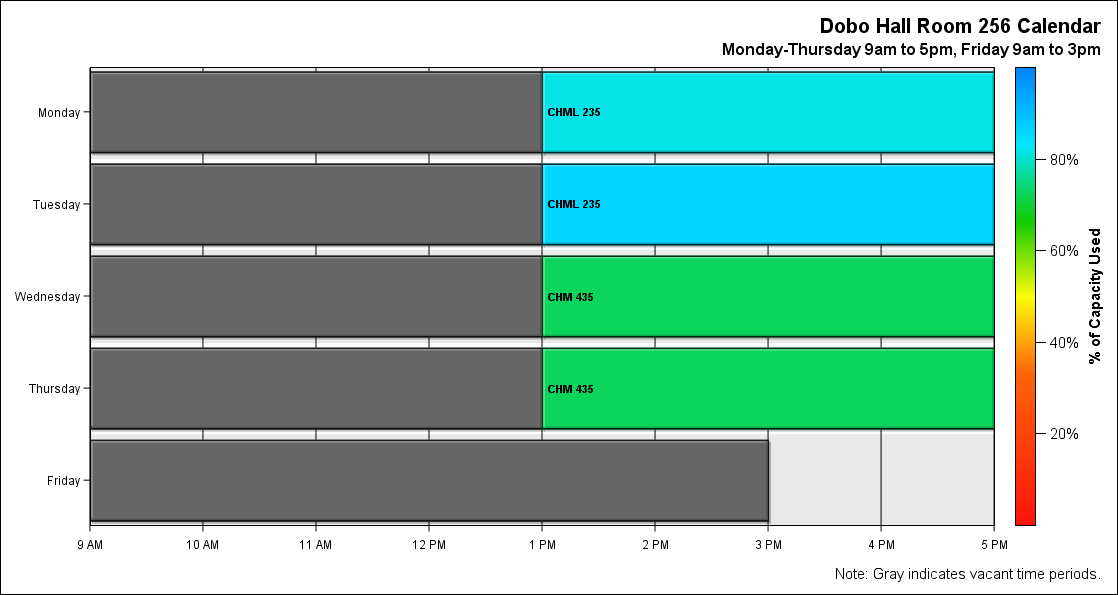 Dobo Hall Room 256 Calendar
Monday-Thursday 9am to 5pm, Friday 9am to 3pm
Monday
CHML 235
Tuesday
CHML 235
Wednesday
CHM 435
Thursday
CHM 435
Friday
9 AM 10 AM 11 AM 12 PM 1 PM 2 PM 3 PM 4 PM 5 PM
80%
60%
40%
20%
% of Capacity Used
Note: Gray indicates vacant time periods.